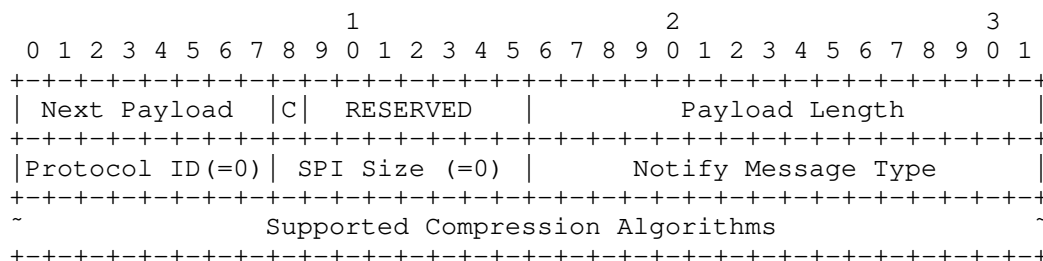 1                   2                   3
 0 1 2 3 4 5 6 7 8 9 0 1 2 3 4 5 6 7 8 9 0 1 2 3 4 5 6 7 8 9 0 1
+-+-+-+-+-+-+-+-+-+-+-+-+-+-+-+-+-+-+-+-+-+-+-+-+-+-+-+-+-+-+-+-+
| Next Payload  |C|  RESERVED   |         Payload Length        |
+-+-+-+-+-+-+-+-+-+-+-+-+-+-+-+-+-+-+-+-+-+-+-+-+-+-+-+-+-+-+-+-+
|Protocol ID(=0)| SPI Size (=0) |      Notify Message Type      |
+-+-+-+-+-+-+-+-+-+-+-+-+-+-+-+-+-+-+-+-+-+-+-+-+-+-+-+-+-+-+-+-+
~               Supported Compression Algorithms                ~
+-+-+-+-+-+-+-+-+-+-+-+-+-+-+-+-+-+-+-+-+-+-+-+-+-+-+-+-+-+-+-+-+